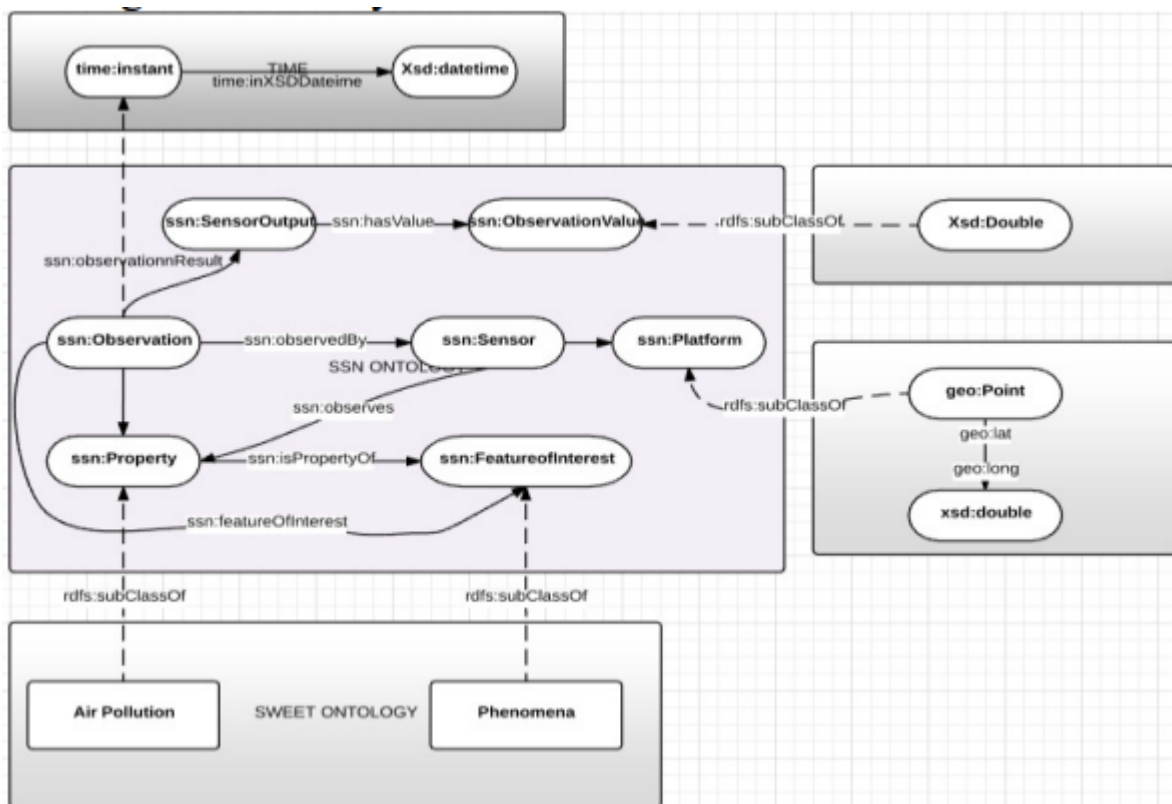 time:instant
TIME
time:inXSDDateime
Xsd:datetime
ssn:SensorOutput
ssn:hasValue
ssn:ObservationValue
rdfs:subClassOf
Xsd:Double
ssn:observationnResult
ssn:Observation
ssn:observedBy
ssn:Sensor
ssn:Platform
SSN ONTOLOGY
geo:Point
rdfs:subClassOf
ssn:observes
geo:lat
ssn:Property
ssn:isPropertyOf
ssn:FeatureofInterest
geo:long
xsd:double
ssn:featureOfInterest
rdfs:subClassOf
rdfs:subClassOf
Air Pollution
SWEET ONTOLOGY
Phenomena